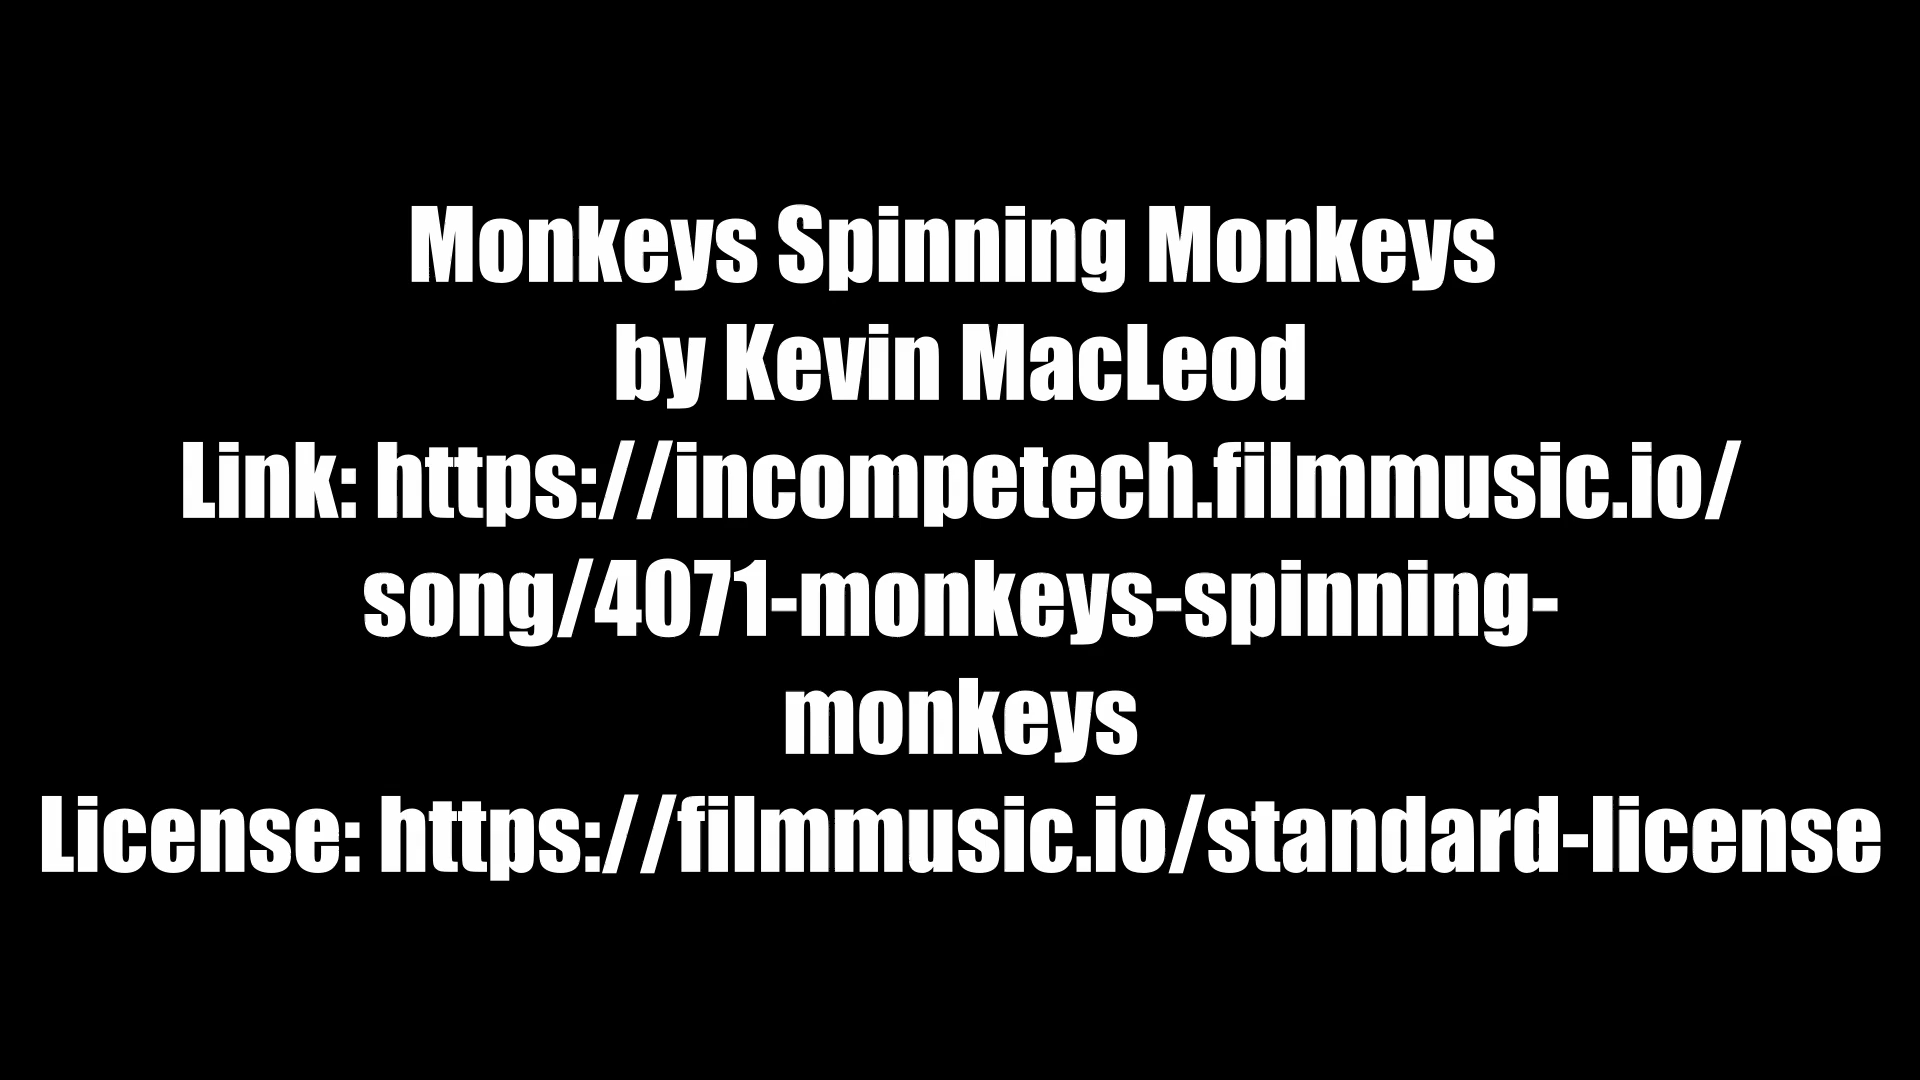 Monkeys Spinning Monkeys
by Kevin MacLeod
Link: https://incompetech.filmmusic.io/
song/4071-monkeys-spinning-
monkeys
License: https://filmmusic.io/standard-license